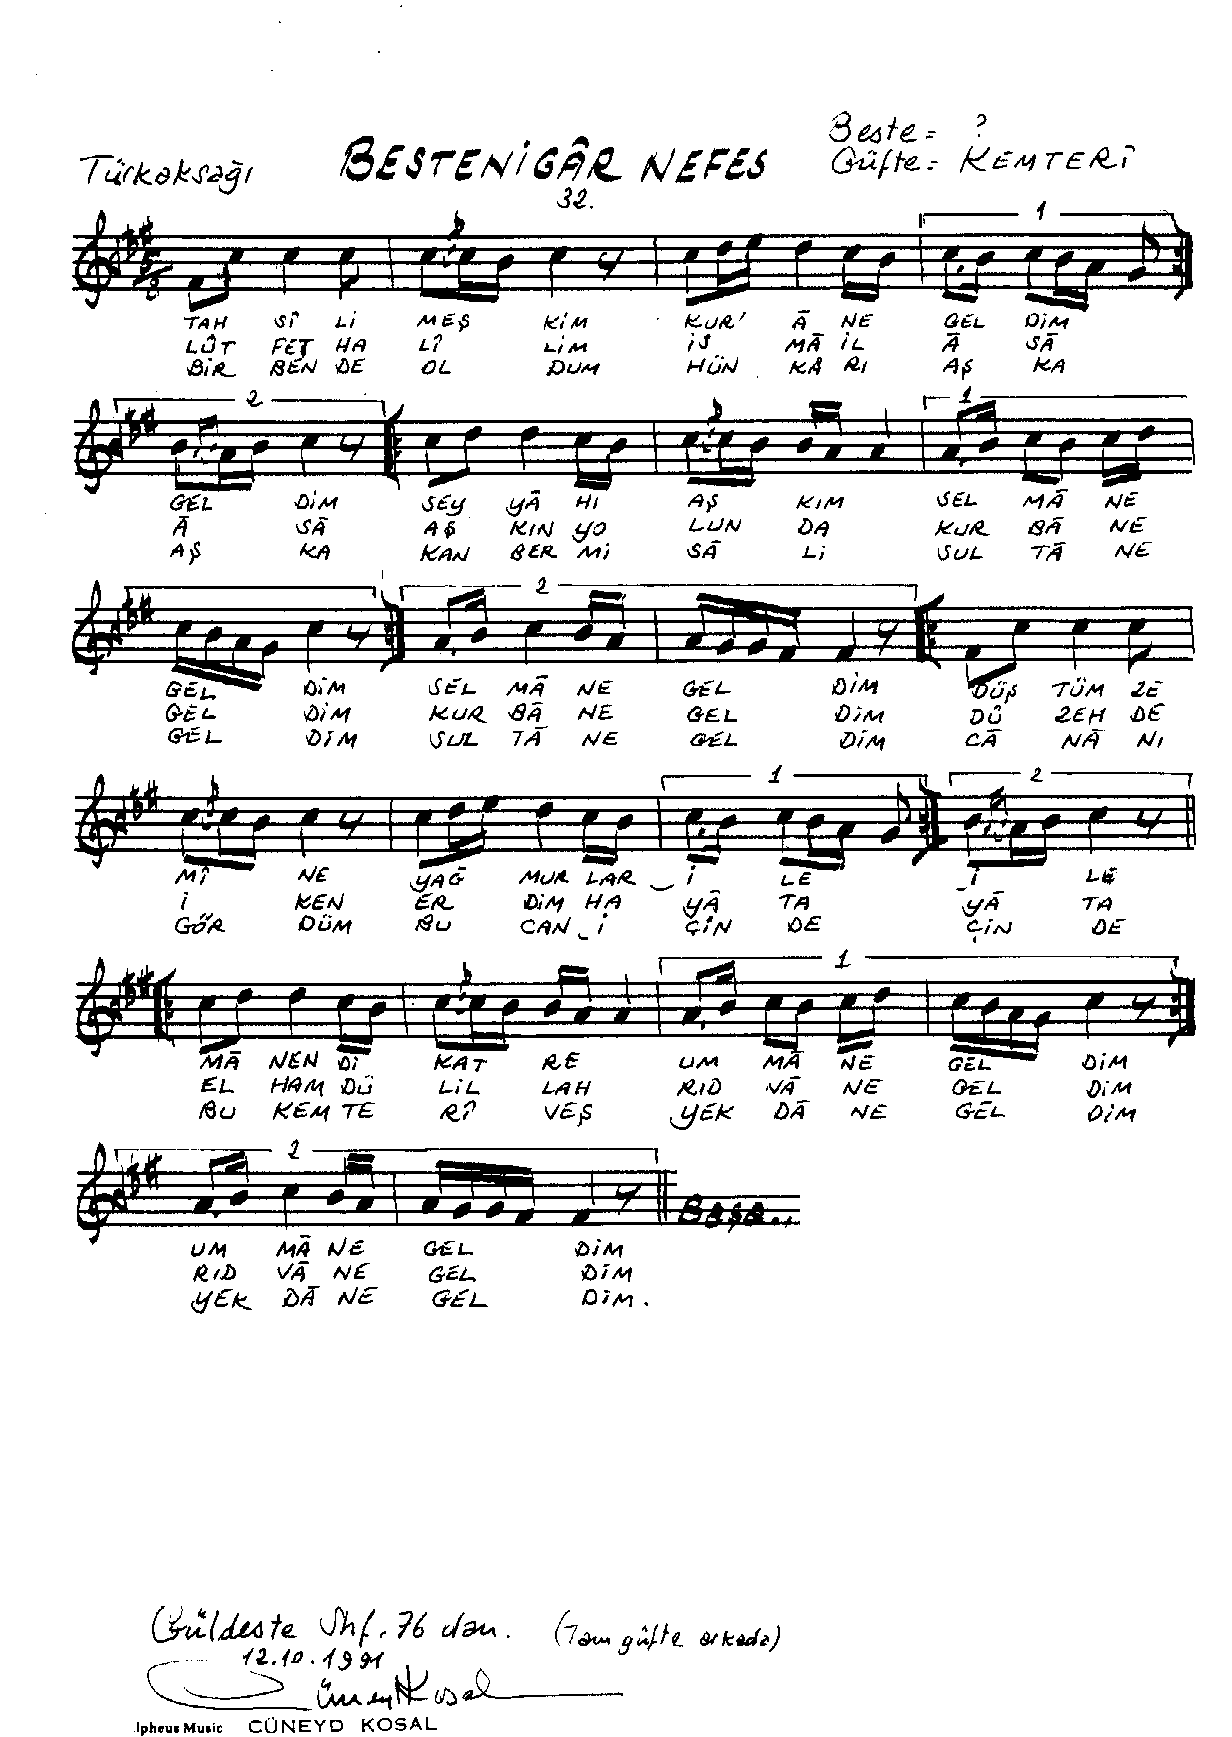 Beste = ?
Türkaksağı BESTENİGÂR NEFES Güfte = KEMTERÎ
32.
1
TAH SÎ Lİ MEŞ KİM KUR' Â NE GEL DİM
LÛT FET HA LÎ LİM İS MÂ İL Â SÂ
BİR BEN DE OL DUM HÜN KÂ RI AŞ KA
2 1
GEL DİM SEY YÂ HI AŞ KIM SEL MÂ NE
Â SÂ AŞ KIN YO LUN DA KUR BÂ NE
AŞ KA KAN BER Mİ SÂ Lİ SUL TÂ NE
2
GEL DİM SEL MÂ NE GEL DİM DÜŞ TÜM ZE
GEL DİM KUR BÂ NE GEL DİM DÛ ZEH DE
GEL DİM SUL TÂ NE GEL DİM CÂ NÂ NI
1 2
MÎ NE YAĞ MUR LAR İ LE İ LE
İ KEN ER DİM HA YÂ TA YÂ TA
GÖR DÜM BU CAN İ ÇİN DE ÇİN DE
1
MÂ NEN Dİ KAT RE UM MÂ NE GEL DİM
EL HAM DÜ LİL LAH RID VÂ NE GEL DİM
BU KEM TE RÎ VEŞ YEK DÂ NE GEL DİM
2
UM MÂ NE GEL DİM Başa..
RID VÂ NE GEL DİM
YEK DÂ NE GEL DİM.
Güldeste Shf. 76 dan. (Tam güfte arkada)
12.10.1991
Cüneyd Kosal
lpheus Music CÜNEYD KOSAL